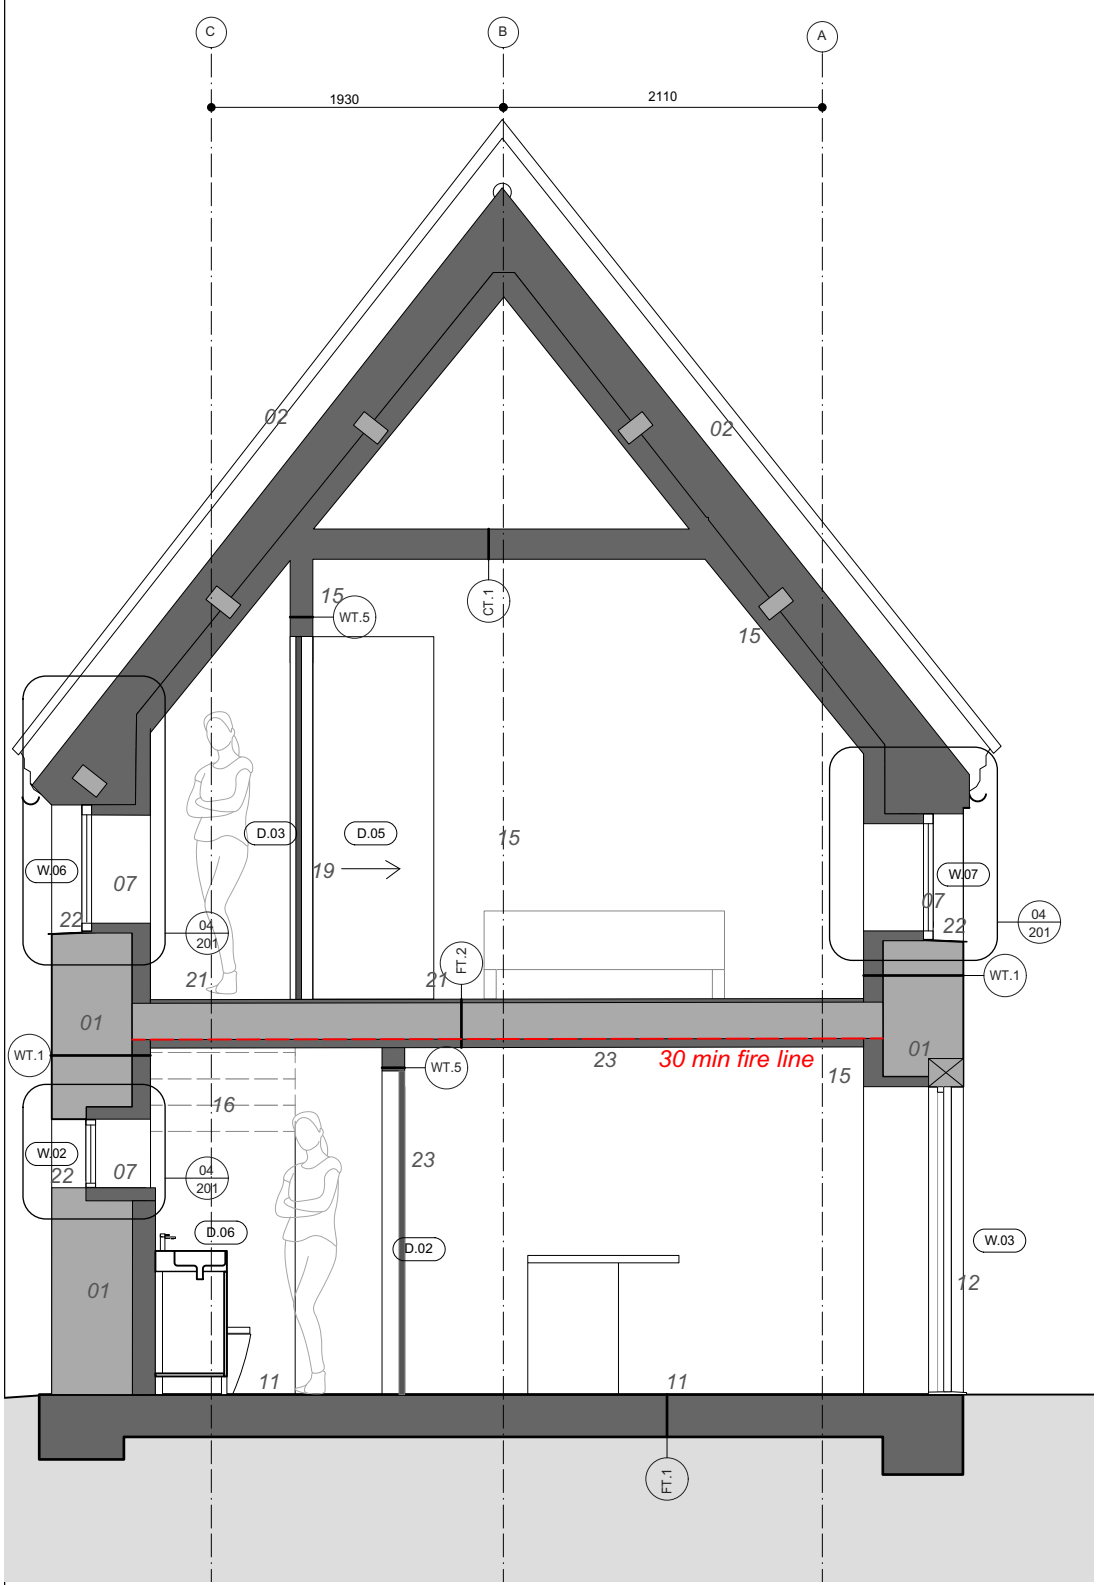 C
B
A
1930
2110
02
02
CT.1
15
WT.5
15
D.03
D.05
15
19
W.06
07
W.07
07
22
22
04
201
04
201
FT.2
21
21
WT.1
01
01
WT.1
23
30 min fire line
WT.5
15
16
W.02
22
07
04
201
23
D.06
D.02
W.03
01
12
11
11
FT.1